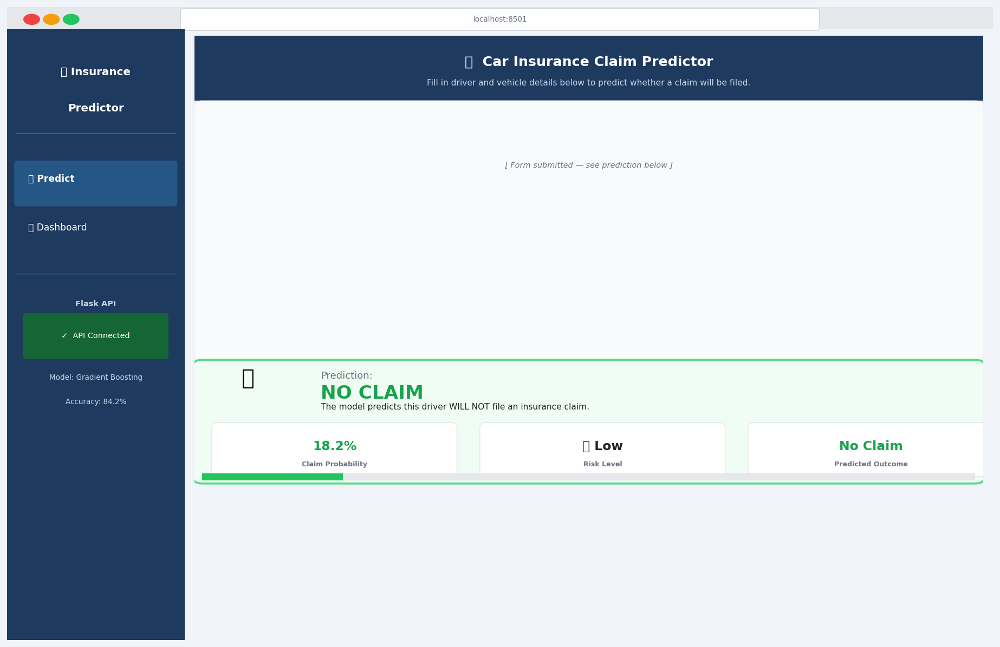 localhost:8501
Insurance
Predictor
Predict
Dashboard
Flask API
✓ API Connected
Model: Gradient Boosting
Accuracy: 84.2%
Car Insurance Claim Predictor
Fill in driver and vehicle details below to predict whether a claim will be filed.
[ Form submitted — see prediction below ]
Prediction:
NO CLAIM
The model predicts this driver WILL NOT file an insurance claim.
18.2%
Claim Probability
Low
Risk Level
No Claim
Predicted Outcome